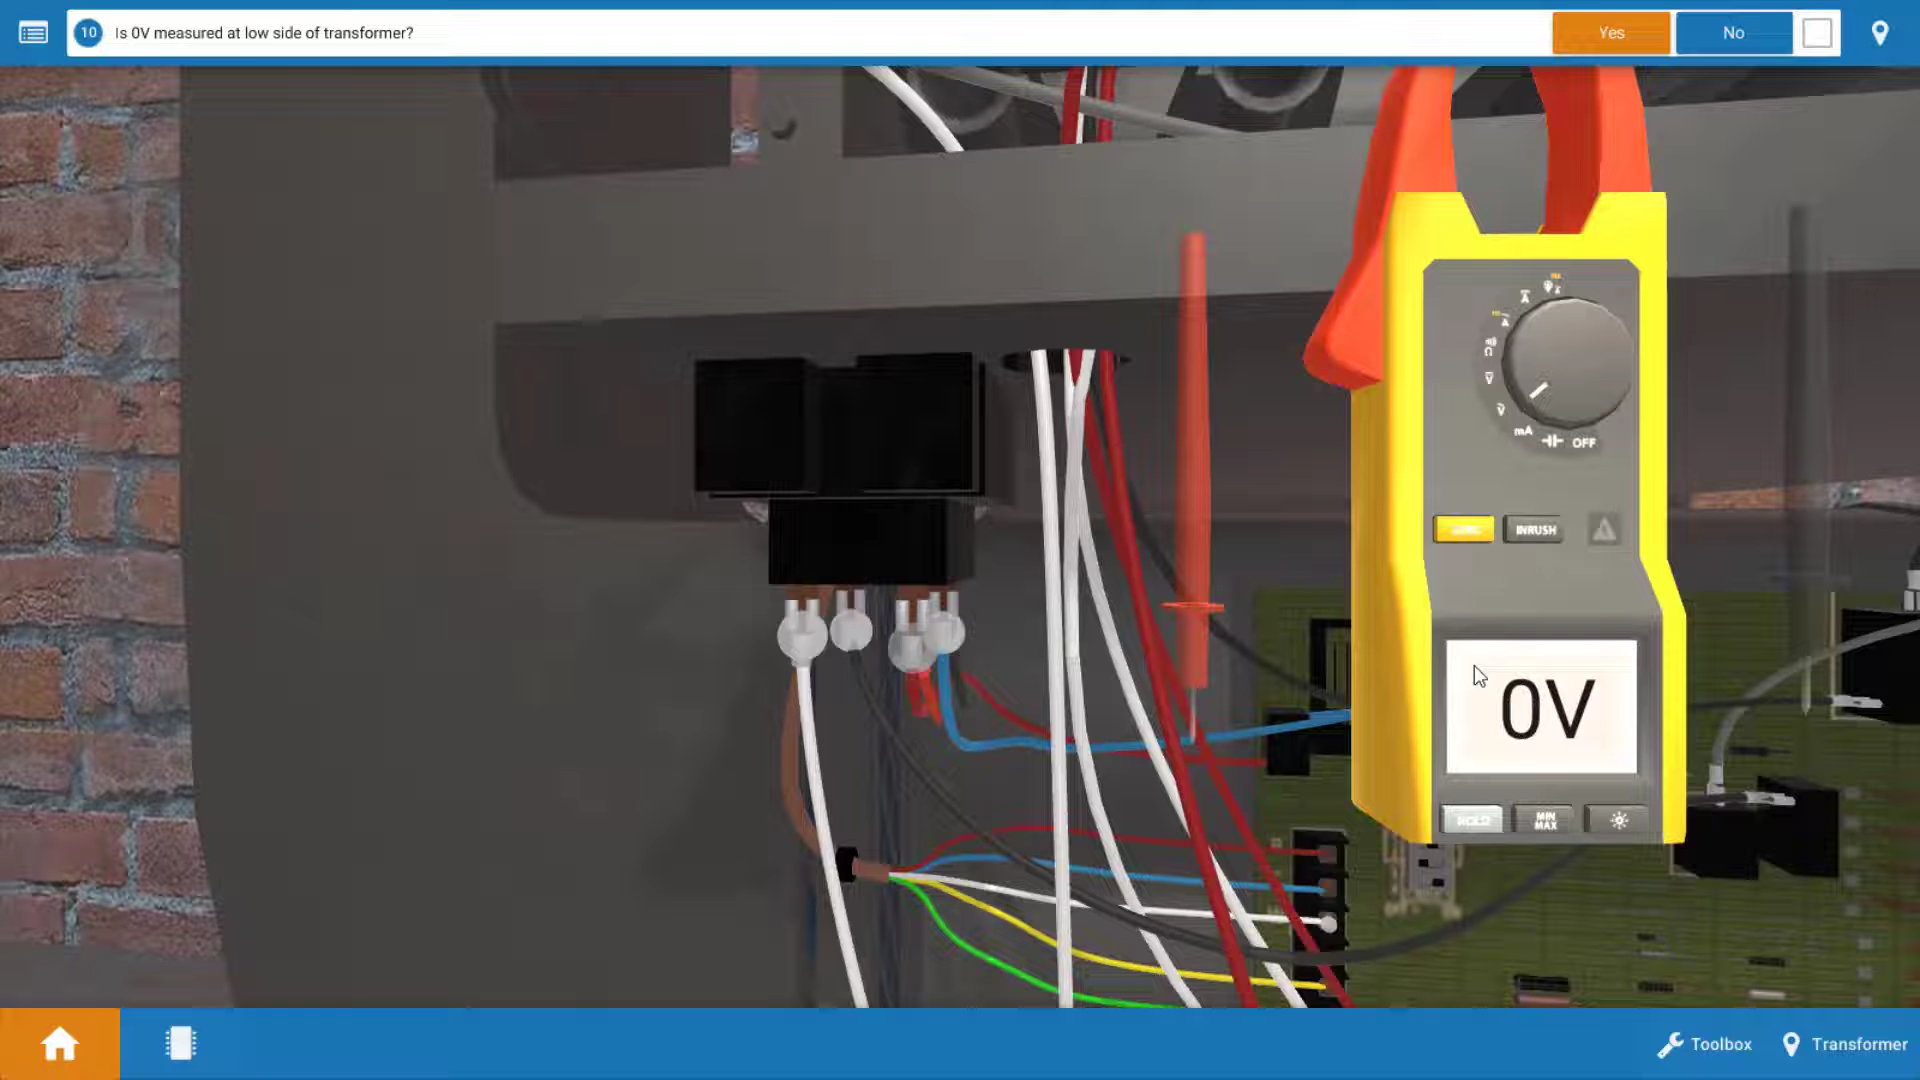 10 Is 0V measured at low side of transformer?
Yes
No
mA
OFF
INRUSH
0V
HOLD
MIN
MAX
Toolbox
Transformer